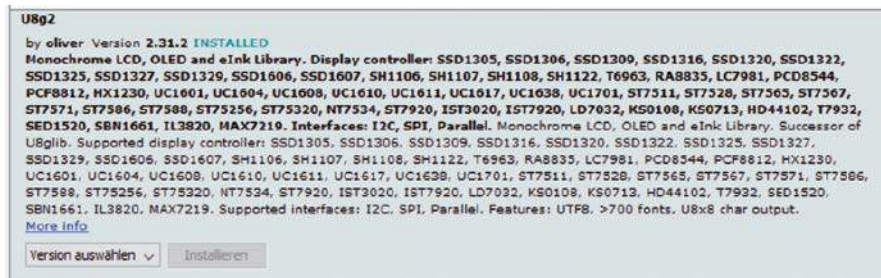 U8g2
by oliver Version 2.31.2 INSTALLED
Monochrome LCD, OLED and eInk Library. Display controller: SSD1305, SSD1306, SSD1309, SSD1316, SSD1320, SSD1322,
SSD1325, SSD1327, SSD1329, SSD1606, SSD1607, SH1106, SH1107, SH1108, SH1122, T6963, RA8835, LC7981, PCD8544,
PCF8812, HX1230, UC1601, UC1604, UC1608, UC1610, UC1611, UC1617, UC1638, UC1701, ST7511, ST7528, ST7565, ST7567,
ST7571, ST7586, ST7588, ST75256, ST75320, NT7534, ST7920, IST3020, IST7920, LD7032, KS0108, KS0713, HD44102, T7932,
SED1520, SBN1661, IL3820, MAX7219. Interfaces: I2C, SPI, Parallel. Monochrome LCD, OLED and eInk Library. Successor of
U8glib. Supported display controller: SSD1305, SSD1306, SSD1309, SSD1316, SSD1320, SSD1322, SSD1325, SSD1327,
SSD1329, SSD1606, SSD1607, SH1106, SH1107, SH1108, SH1122, T6963, RA8835, LC7981, PCD8544, PCF8812, HX1230,
UC1601, UC1604, UC1608, UC1610, UC1611, UC1617, UC1638, UC1701, ST7511, ST7528, ST7565, ST7567, ST7571, ST7586,
ST7588, ST75256, ST75320, NT7534, ST7920, IST3020, IST7920, LD7032, KS0108, KS0713, HD44102, T7932, SED1520,
SBN1661, IL3820, MAX7219. Supported interfaces: I2C, SPI, Parallel. Features: UTF8, >700 fonts, U8x8 char output.
More info
Version auswählen Installieren